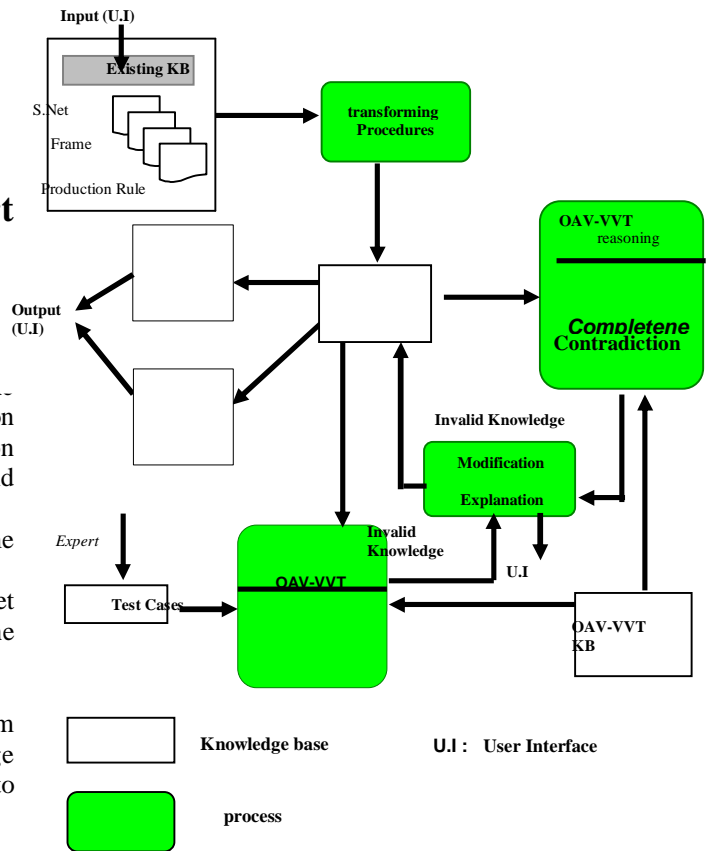 Input (U.I)
Existing KB
S.Net
Frame
Production Rule
transforming
Procedures
OAV-VVT
reasoning
Completene
Contradiction
Output
(U.I)
Invalid Knowledge
Modification
Explanation
Invalid
Knowledge
U.I
Expert
Test Cases
OAV-VVT
OAV-VVT
KB
Knowledge base
U.I : User Interface
process